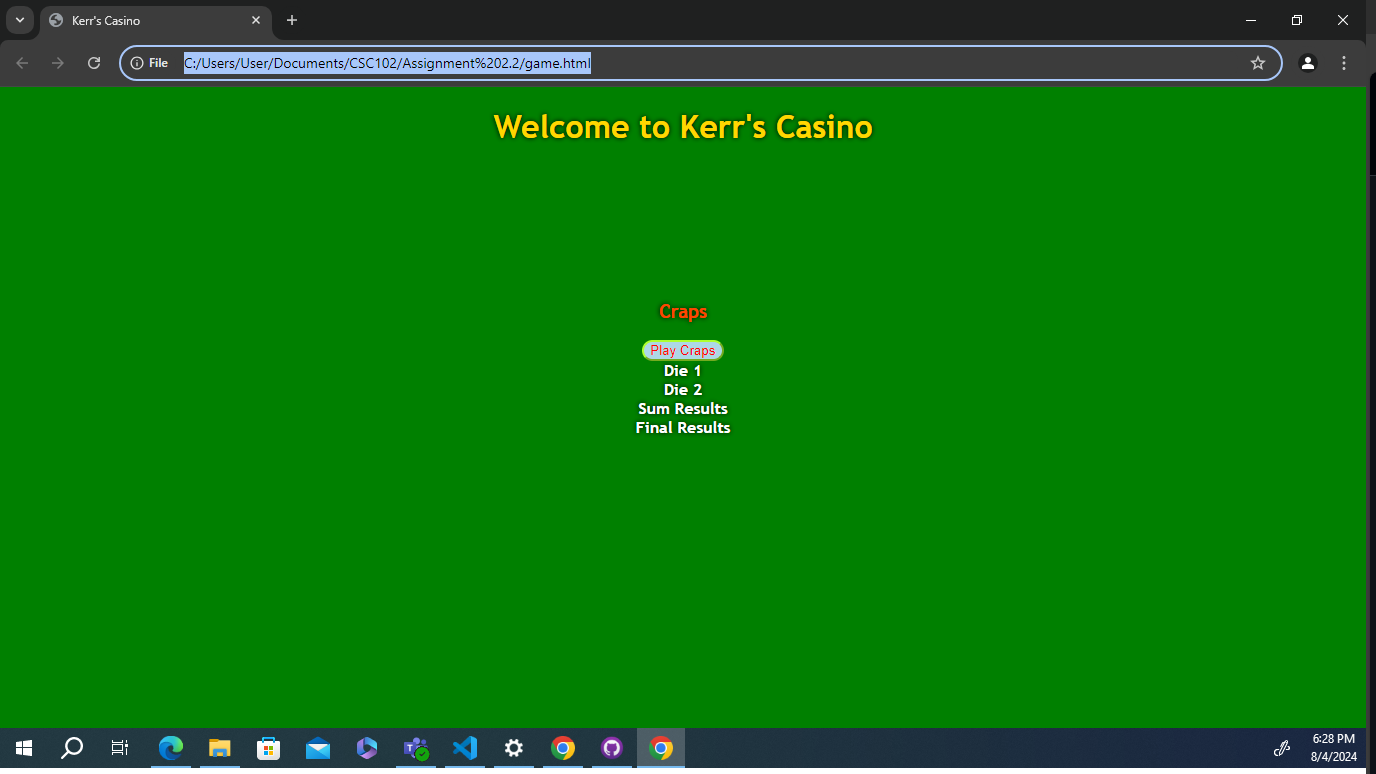 Kerr's Casino
File C:/Users/User/Documents/CSC102/Assignment%202.2/game.html
Welcome to Kerr's Casino
Craps
Play Craps
Die 1
Die 2
Sum Results
Final Results
T
6:28 PM
8/4/2024